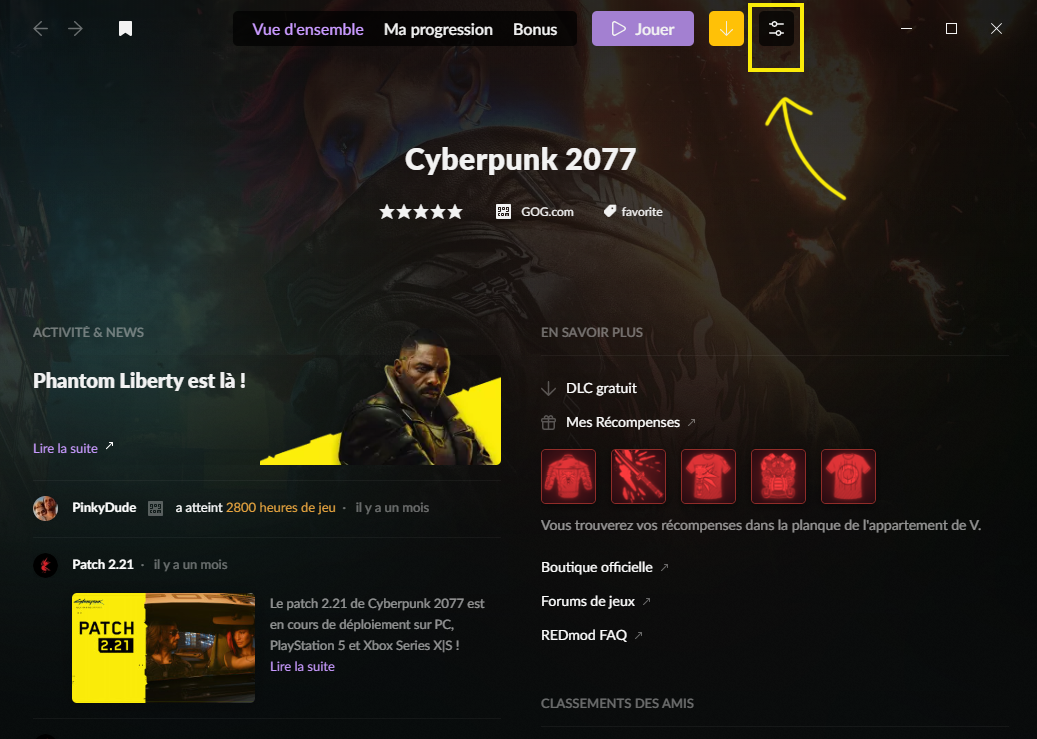 Vue d'ensemble Ma progression Bonus Jouer
Cyberpunk 2077
GOG.com favorite
ACTIVITÉ & NEWS
Phantom Liberty est là !
Lire la suite
PinkyDude a atteint 2800 heures de jeu · il y a un mois
Patch 2.21 · il y a un mois
PATCH
2.21
Le patch 2.21 de Cyberpunk 2077 est
en cours de déploiement sur PC,
PlayStation 5 et Xbox Series X|S !
Lire la suite
EN SAVOIR PLUS
DLC gratuit
Mes Récompenses
Vous trouverez vos récompenses dans la planque de l'appartement de V.
Boutique officielle
Forums de jeux
REDmod FAQ
CLASSEMENTS DES AMIS